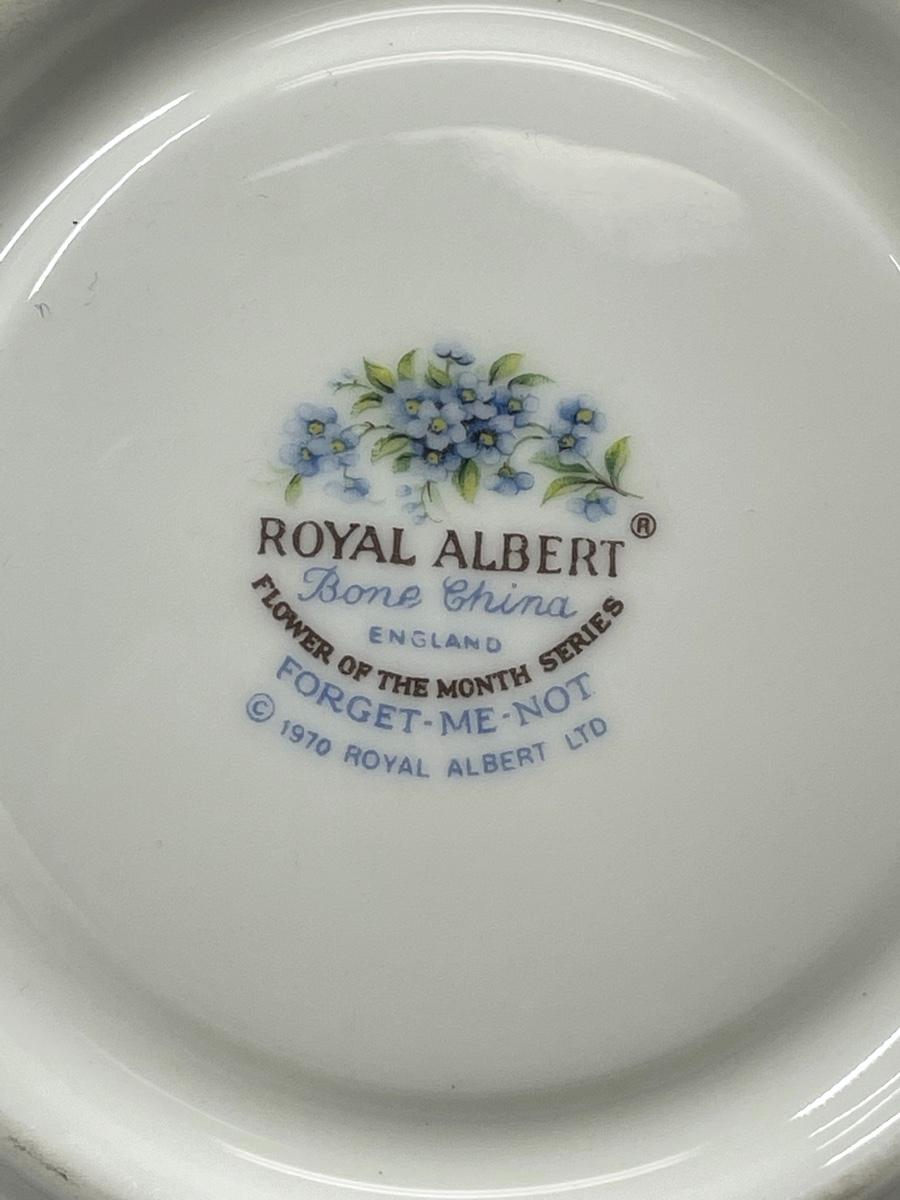 ROYAL ALBERT®
Bone China
ENGLAND
FLOWER OF THE MONTH SERIES
FORGET-ME-NOT
© 1970 ROYAL ALBERT LTD